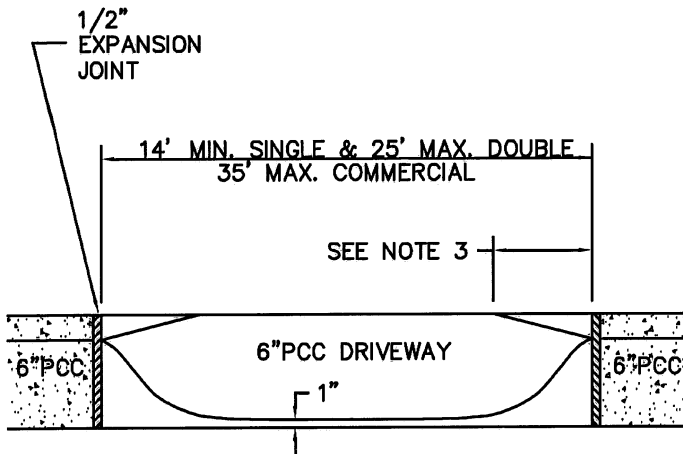 1/2"
EXPANSION
JOINT
14' MIN. SINGLE & 25' MAX. DOUBLE
35' MAX. COMMERCIAL
SEE NOTE 3
6"PCC
6"PCC DRIVEWAY
6"PCC
1"